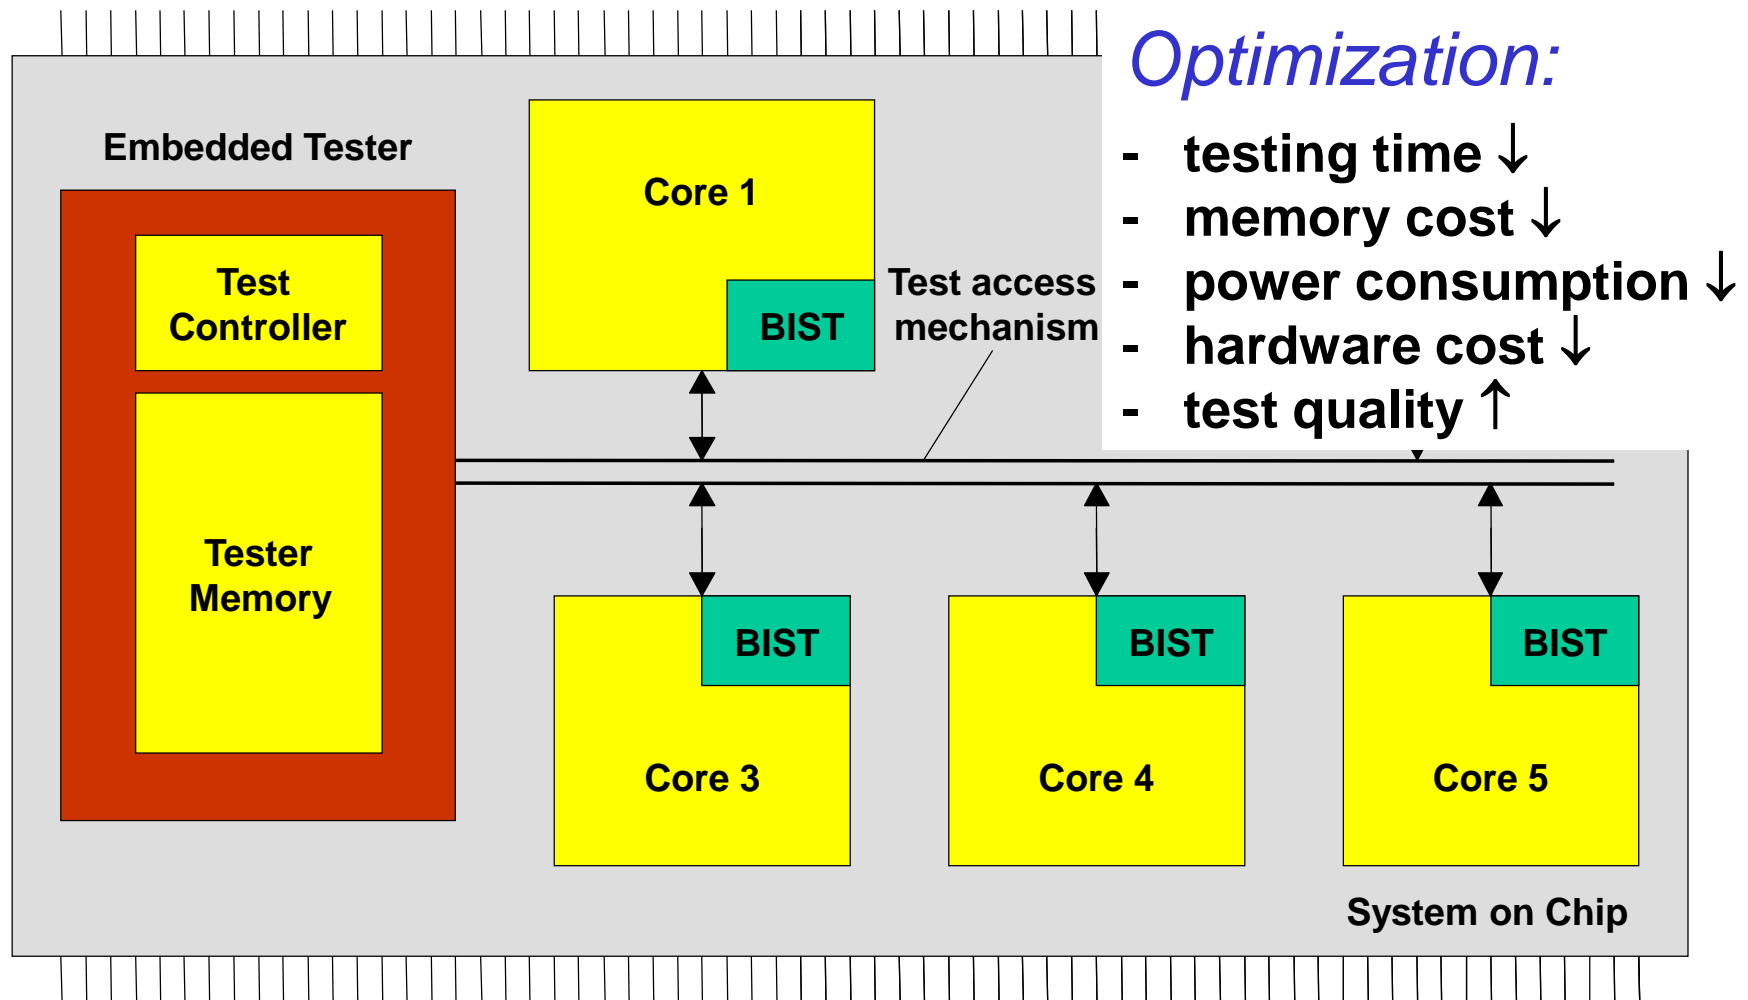 Optimization:
- testing time ↓
- memory cost ↓
- power consumption ↓
- hardware cost ↓
- test quality ↑
Embedded Tester
Test
Controller
Tester
Memory
Core 1
BIST
Test access
mechanism
BIST
Core 3
BIST
Core 4
BIST
Core 5
System on Chip